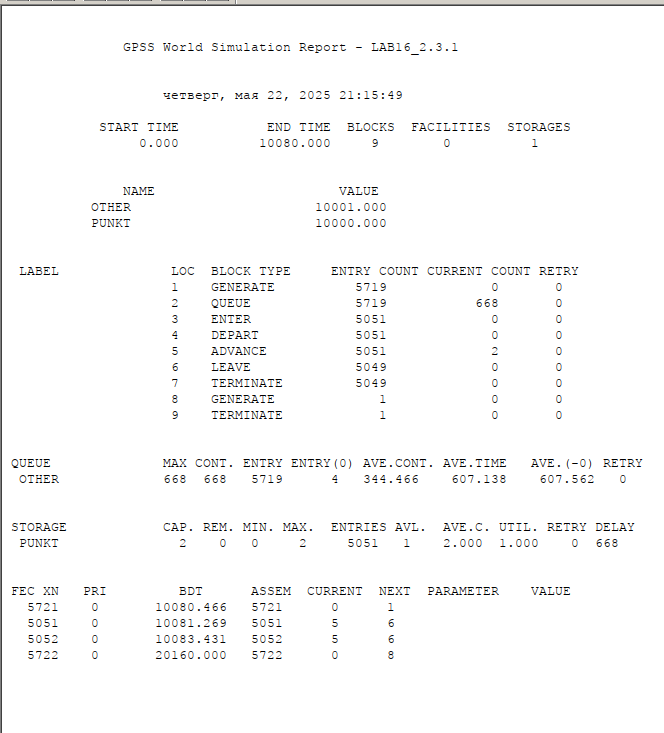 GPSS World Simulation Report - LAB16_2.3.1
четверг, мая 22, 2025 21:15:49
START TIME END TIME BLOCKS FACILITIES STORAGES
0.000 10080.000 9 0 1
NAME VALUE
OTHER 10001.000
PUNKT 10000.000
LABEL LOC BLOCK TYPE ENTRY COUNT CURRENT COUNT RETRY
1 GENERATE 5719 0 0
2 QUEUE 5719 668 0
3 ENTER 5051 0 0
4 DEPART 5051 0 0
5 ADVANCE 5051 2 0
6 LEAVE 5049 0 0
7 TERMINATE 5049 0 0
8 GENERATE 1 0 0
9 TERMINATE 1 0 0
QUEUE MAX CONT. ENTRY ENTRY(0) AVE.CONT. AVE.TIME AVE.(-0) RETRY
OTHER 668 668 5719 4 344.466 607.138 607.562 0
STORAGE CAP. REM. MIN. MAX. ENTRIES AVL. AVE.C. UTIL. RETRY DELAY
PUNKT 2 0 0 2 5051 1 2.000 1.000 0 668
FEC XN PRI BDT ASSEM CURRENT NEXT PARAMETER VALUE
5721 0 10080.466 5721 0 1
5051 0 10081.269 5051 5 6
5052 0 10083.431 5052 5 6
5722 0 20160.000 5722 0 8